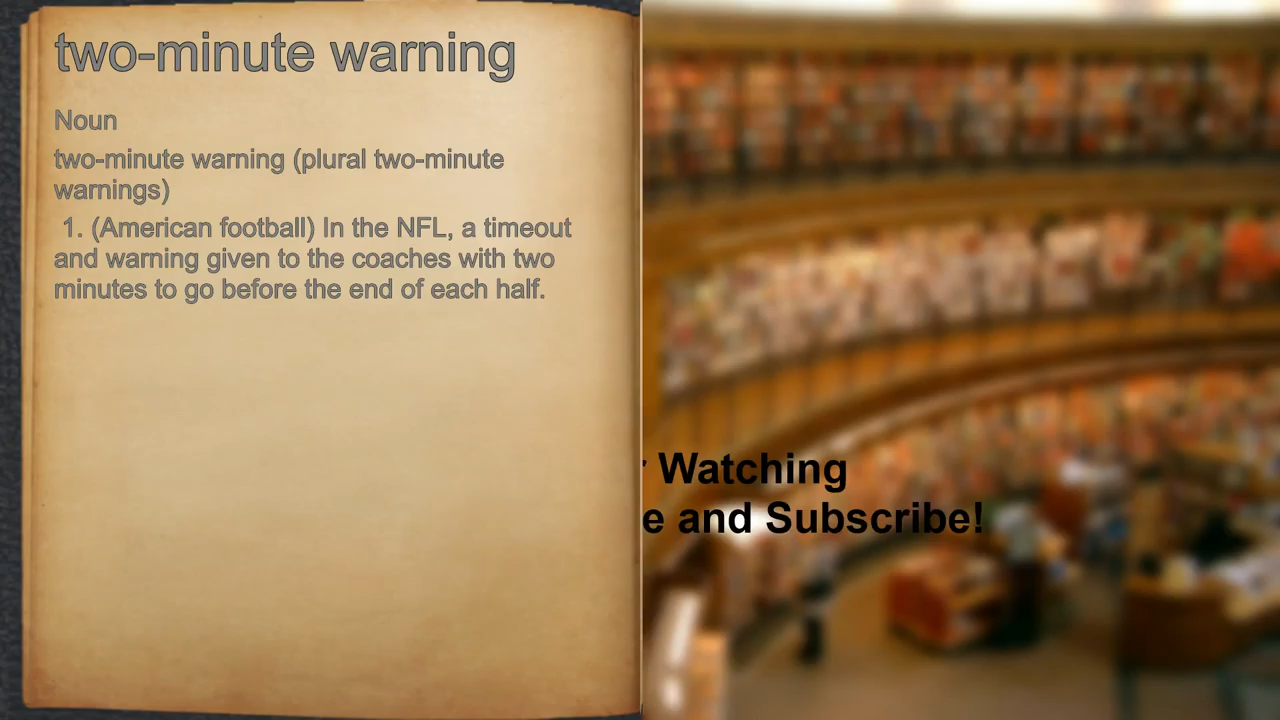 two-minute warning
Noun
two-minute warning (plural two-minute
warnings)
1. (American football) In the NFL, a timeout
and warning given to the coaches with two
minutes to go before the end of each half.
Watching
and Subscribe!